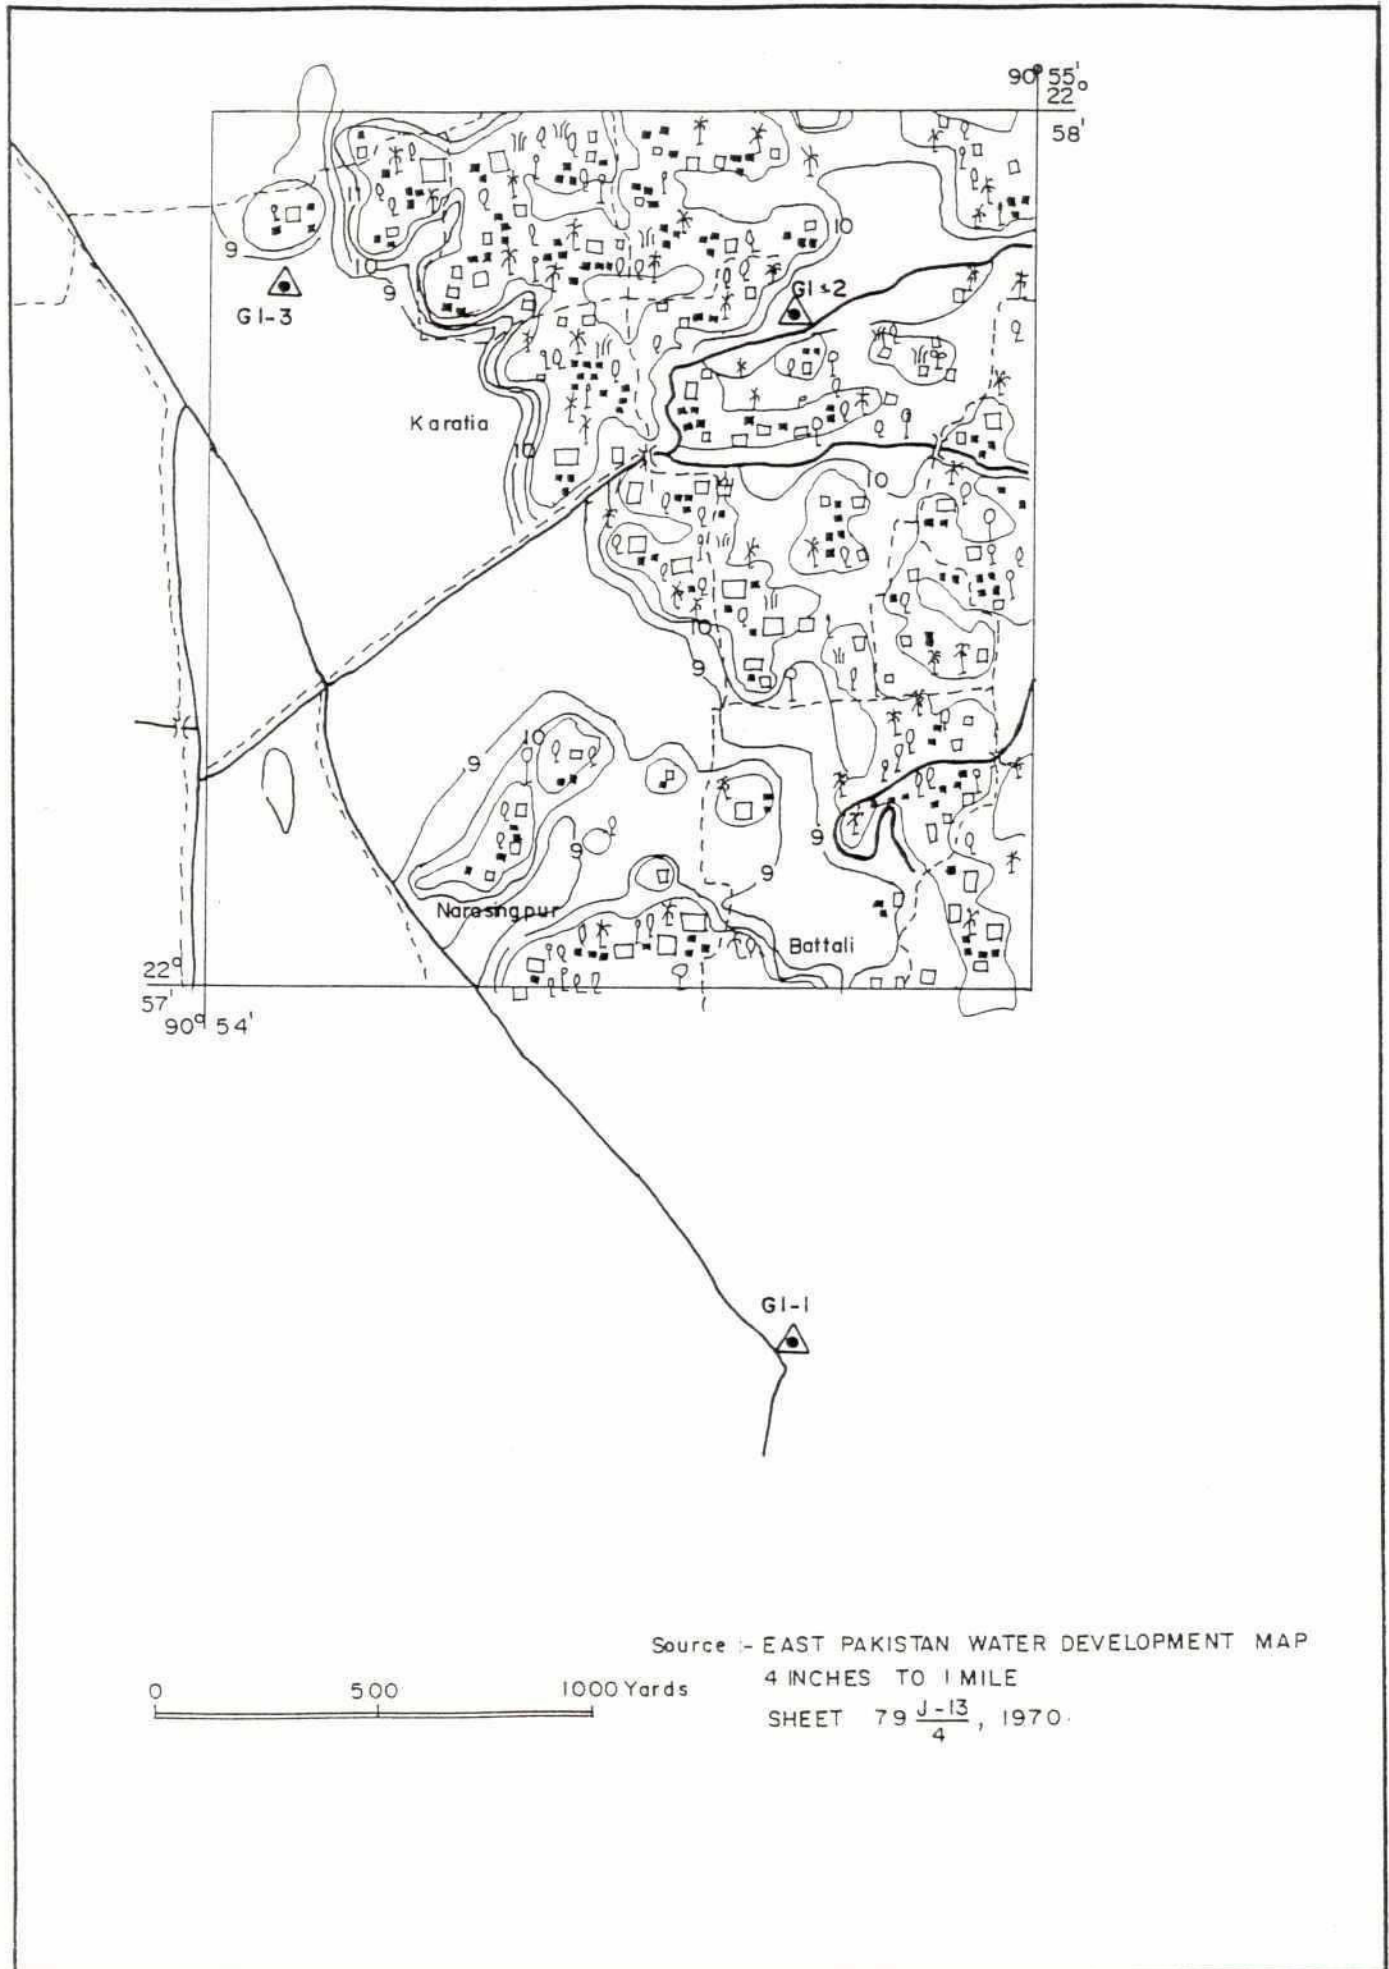 90° 55'
22°
58'
11
10
9
10
9
GI-3
GI-2
Karatia
10
10
10
9
10
9
9
9
9
Narasingpur
Battali
22°
57'
90° 54'
GI-1
Source :- EAST PAKISTAN WATER DEVELOPMENT MAP
4 INCHES TO 1 MILE
SHEET 79 J-13/4, 1970.
0 500 1000 Yards